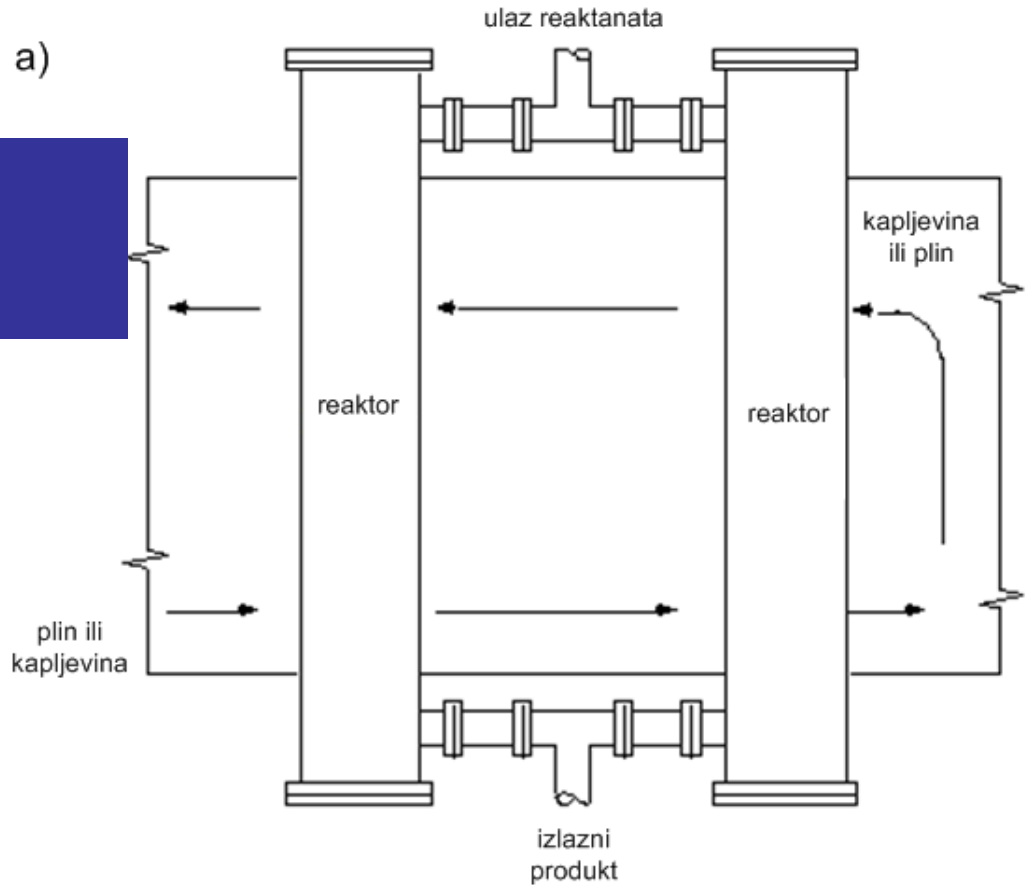 ulaz reaktanata
a)
kapljevina
ili plin
reaktor
reaktor
plin ili
kapljevina
izlazni
produkt